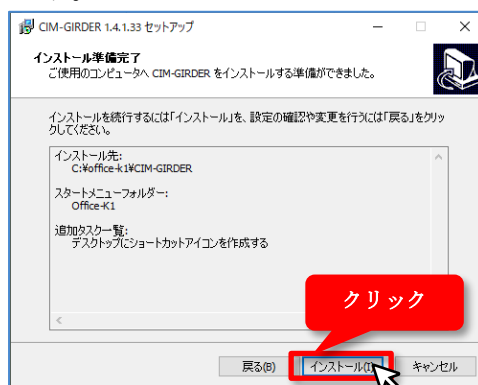 CIM-GIRDER 1.4.1.33 セットアップ
インストール準備完了
ご使用のコンピュータへ CIM-GIRDER をインストールする準備ができました。
インストールを続行するには「インストール」を、設定の確認や変更を行うには「戻る」をクリッ
クしてください。
インストール先:
C:¥office-k1¥CIM-GIRDER
スタートメニューフォルダー:
Office-K1
追加タスク一覧:
デスクトップにショートカットアイコンを作成する
クリック
戻る(B)
インストール(I)
キャンセル